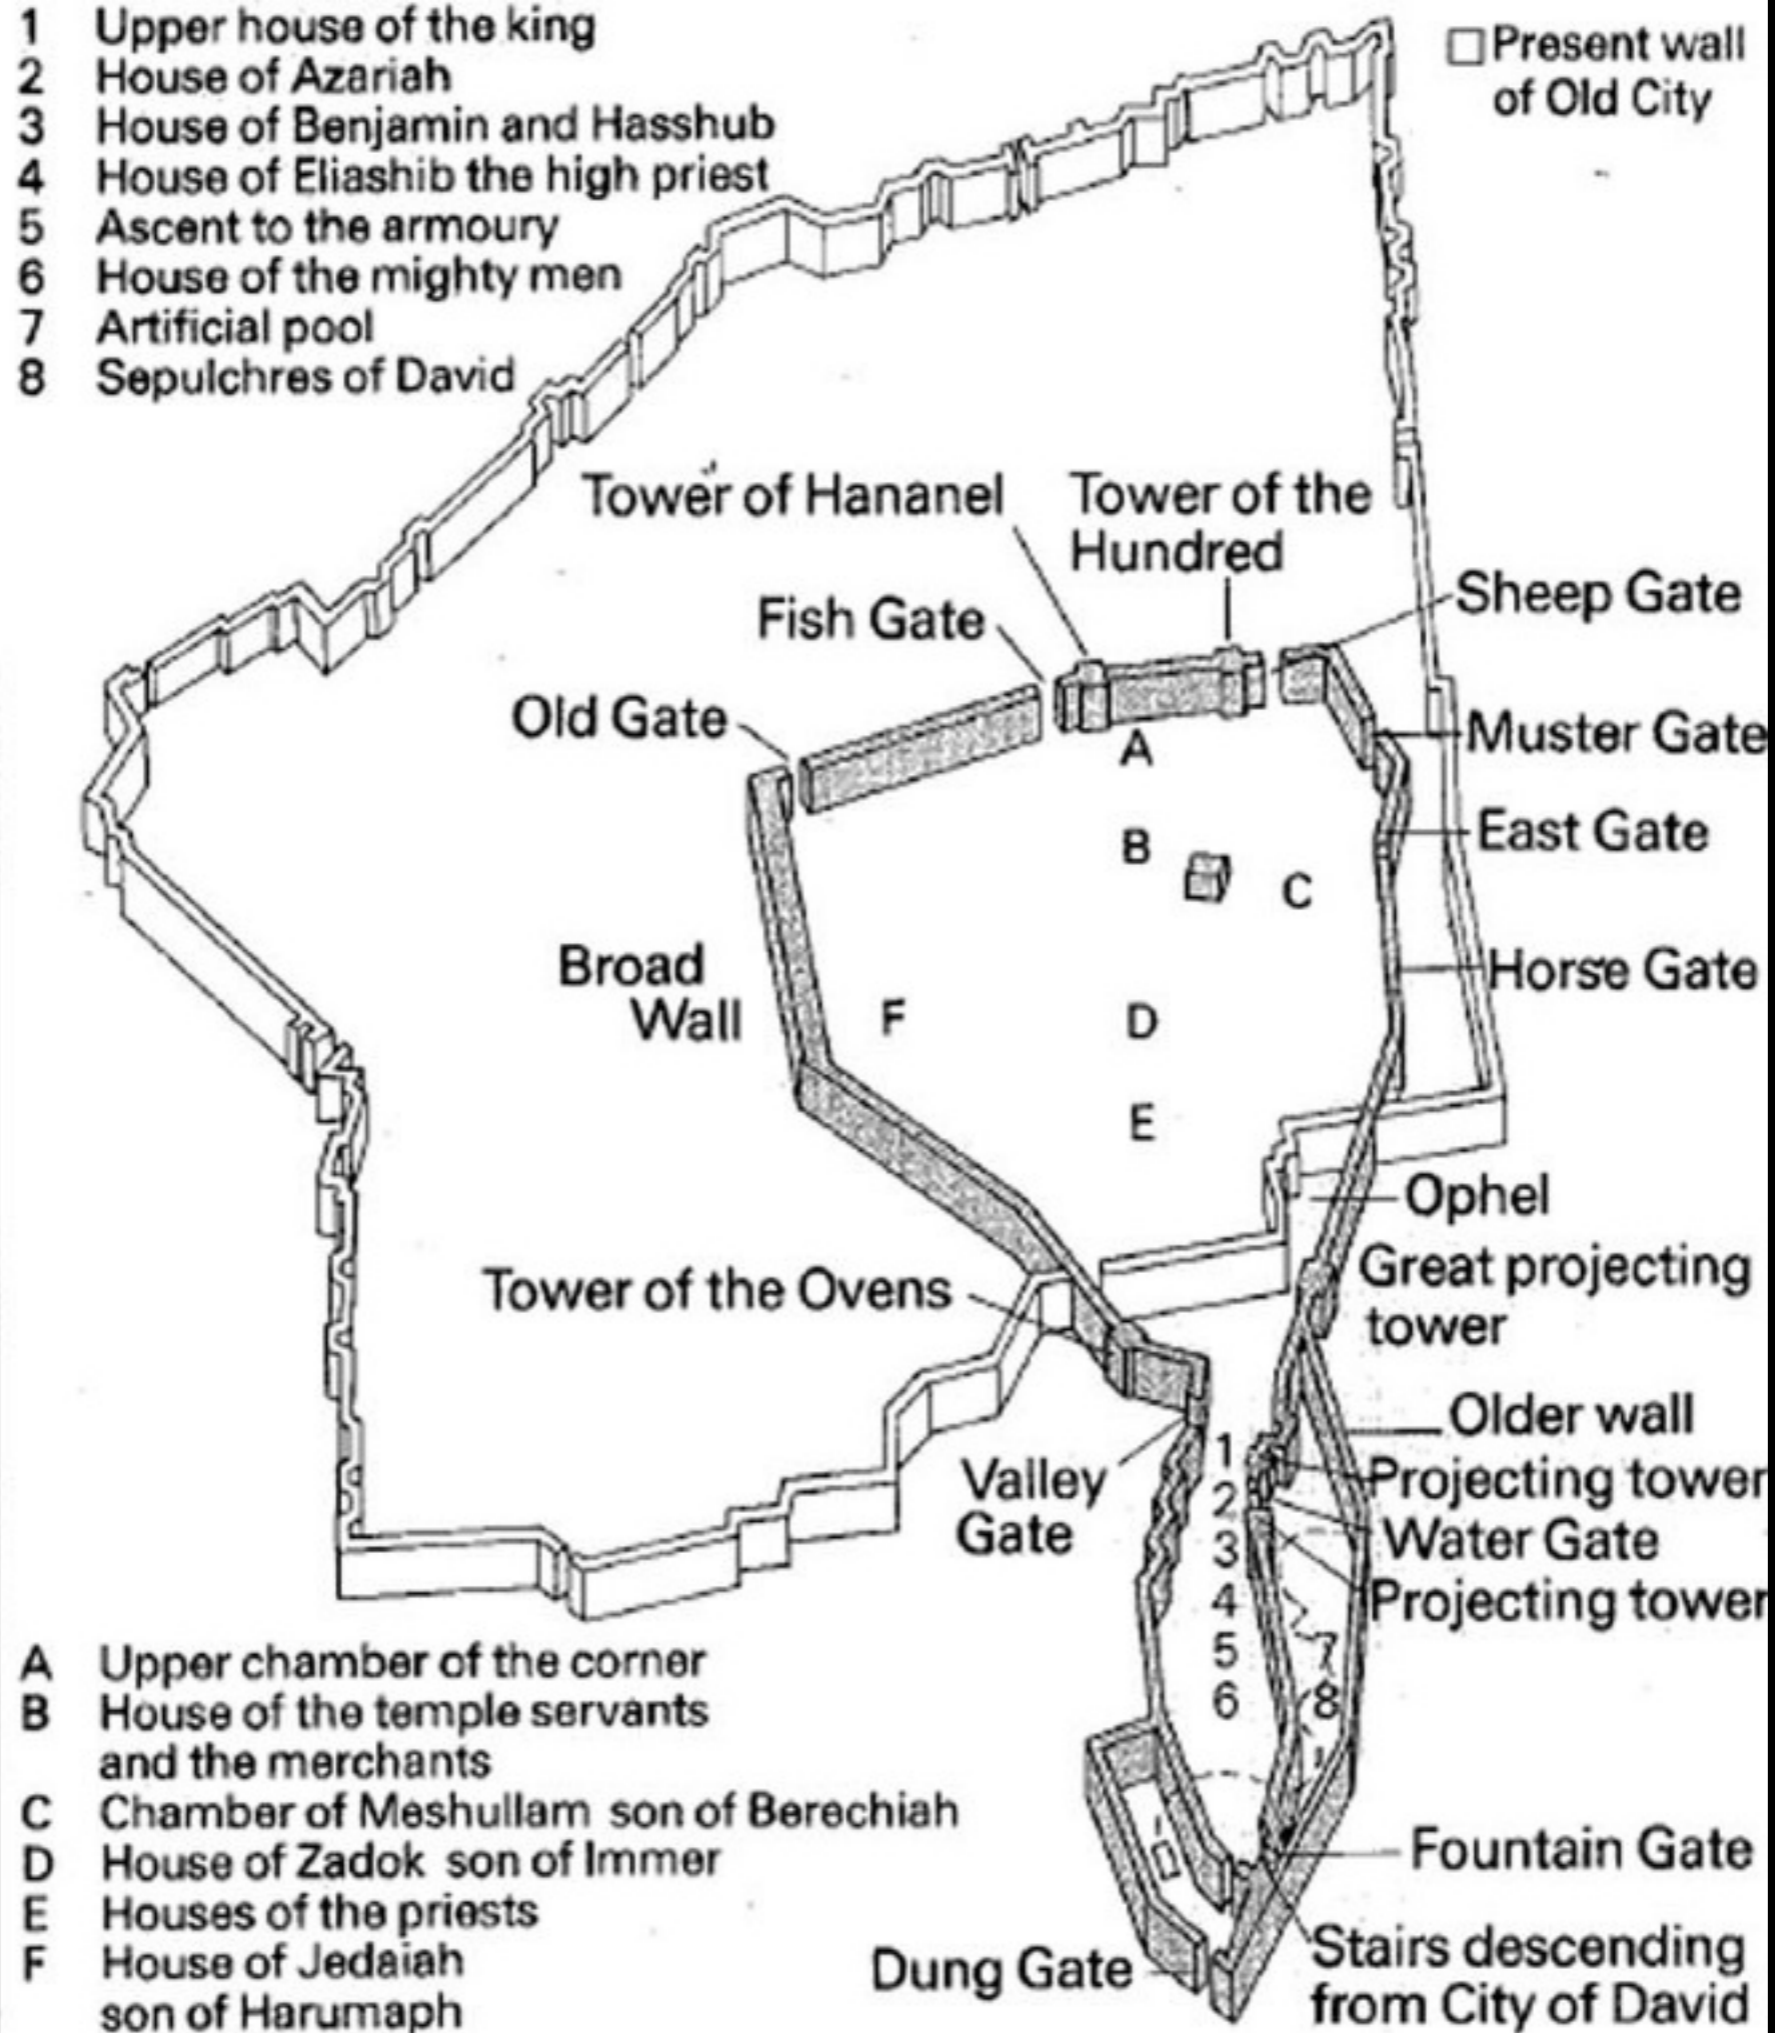 1 Upper house of the king
2 House of Azariah
3 House of Benjamin and Hasshub
4 House of Eliashib the high priest
5 Ascent to the armoury
6 House of the mighty men
7 Artificial pool
8 Sepulchres of David
Present wall
of Old City
Tower of Hananel
Tower of the
Hundred
Fish Gate
Sheep Gate
Old Gate
Muster Gate
A
East Gate
B
C
Broad
Wall
Horse Gate
F
D
E
Ophel
Tower of the Ovens
Great projecting
tower
Older wall
Valley
Gate
1
2
3
4
5
6
7
8
Projecting tower
Water Gate
Projecting tower
A Upper chamber of the corner
B House of the temple servants
and the merchants
C Chamber of Meshullam son of Berechiah
D House of Zadok son of Immer
E Houses of the priests
F House of Jedaiah
son of Harumaph
Fountain Gate
Dung Gate
Stairs descending
from City of David